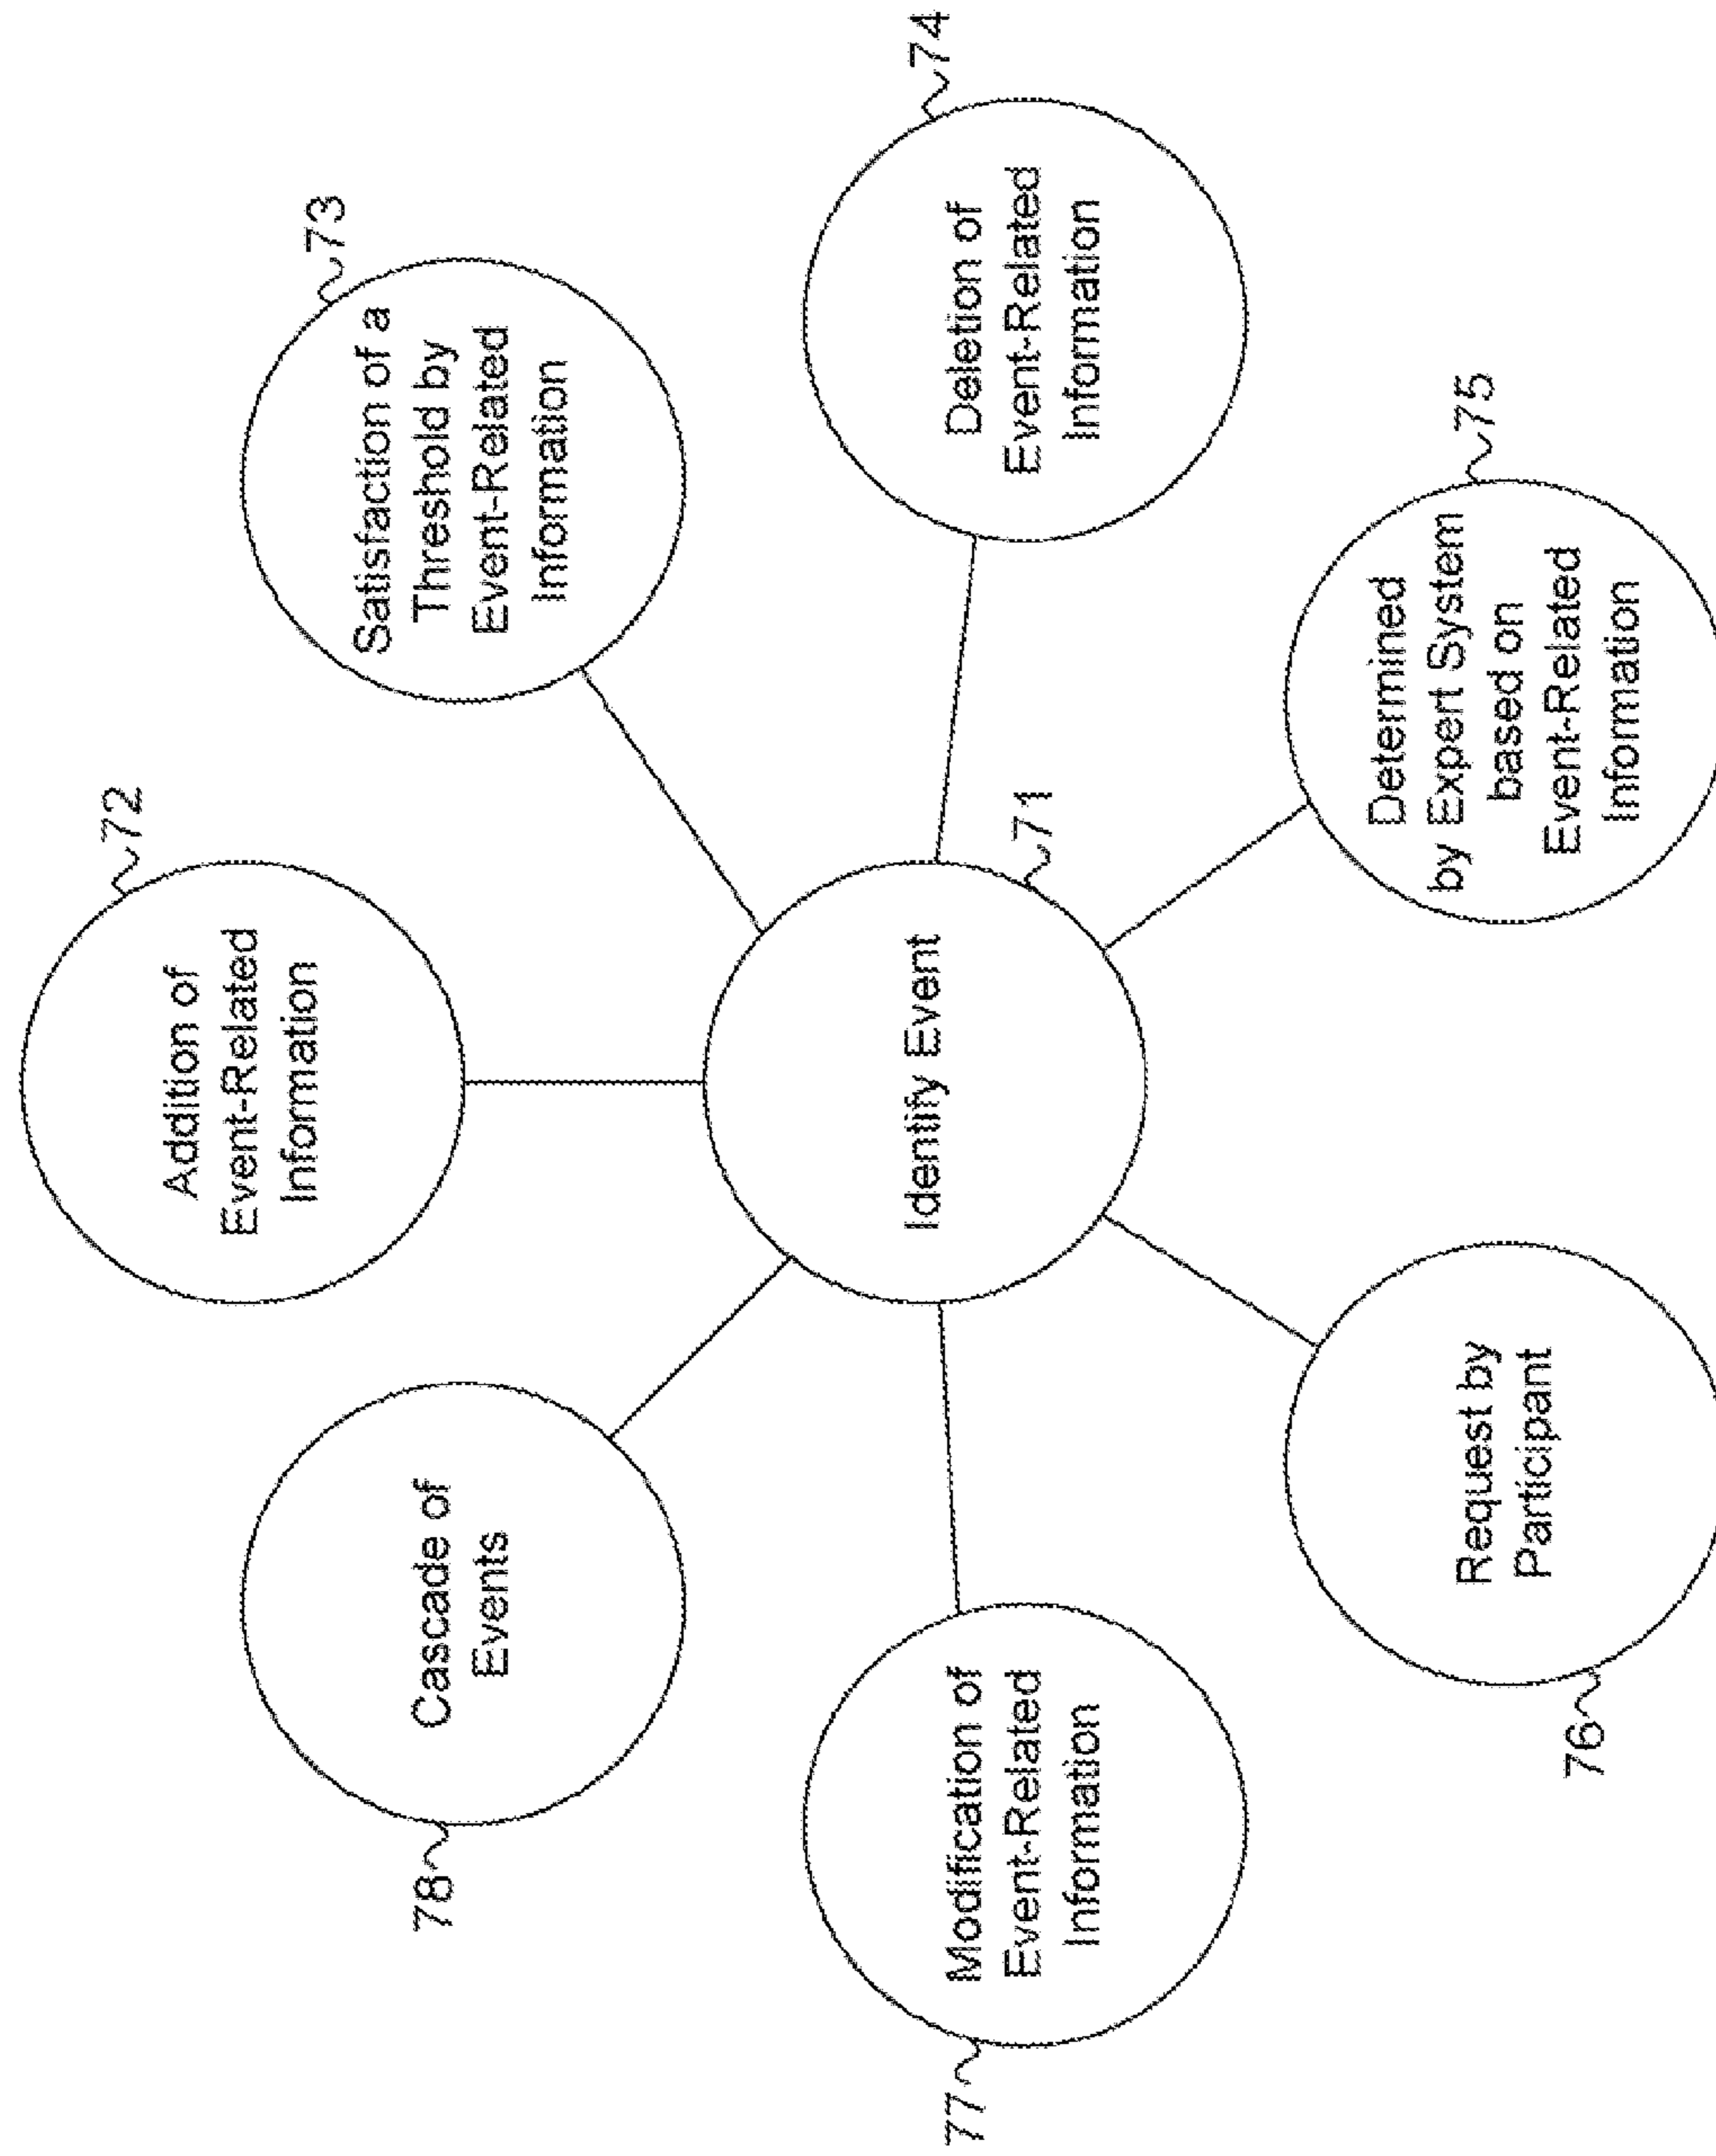 72
Addition of
Event-Related
Information
73
Satisfaction of a
Threshold by
Event-Related
Information
74
Deletion of
Event-Related
Information
75
Determined
by Expert System
based on
Event-Related
Information
76
Request by
Participant
77
Modification of
Event-Related
Information
78
Cascade of
Events
71
Identify Event